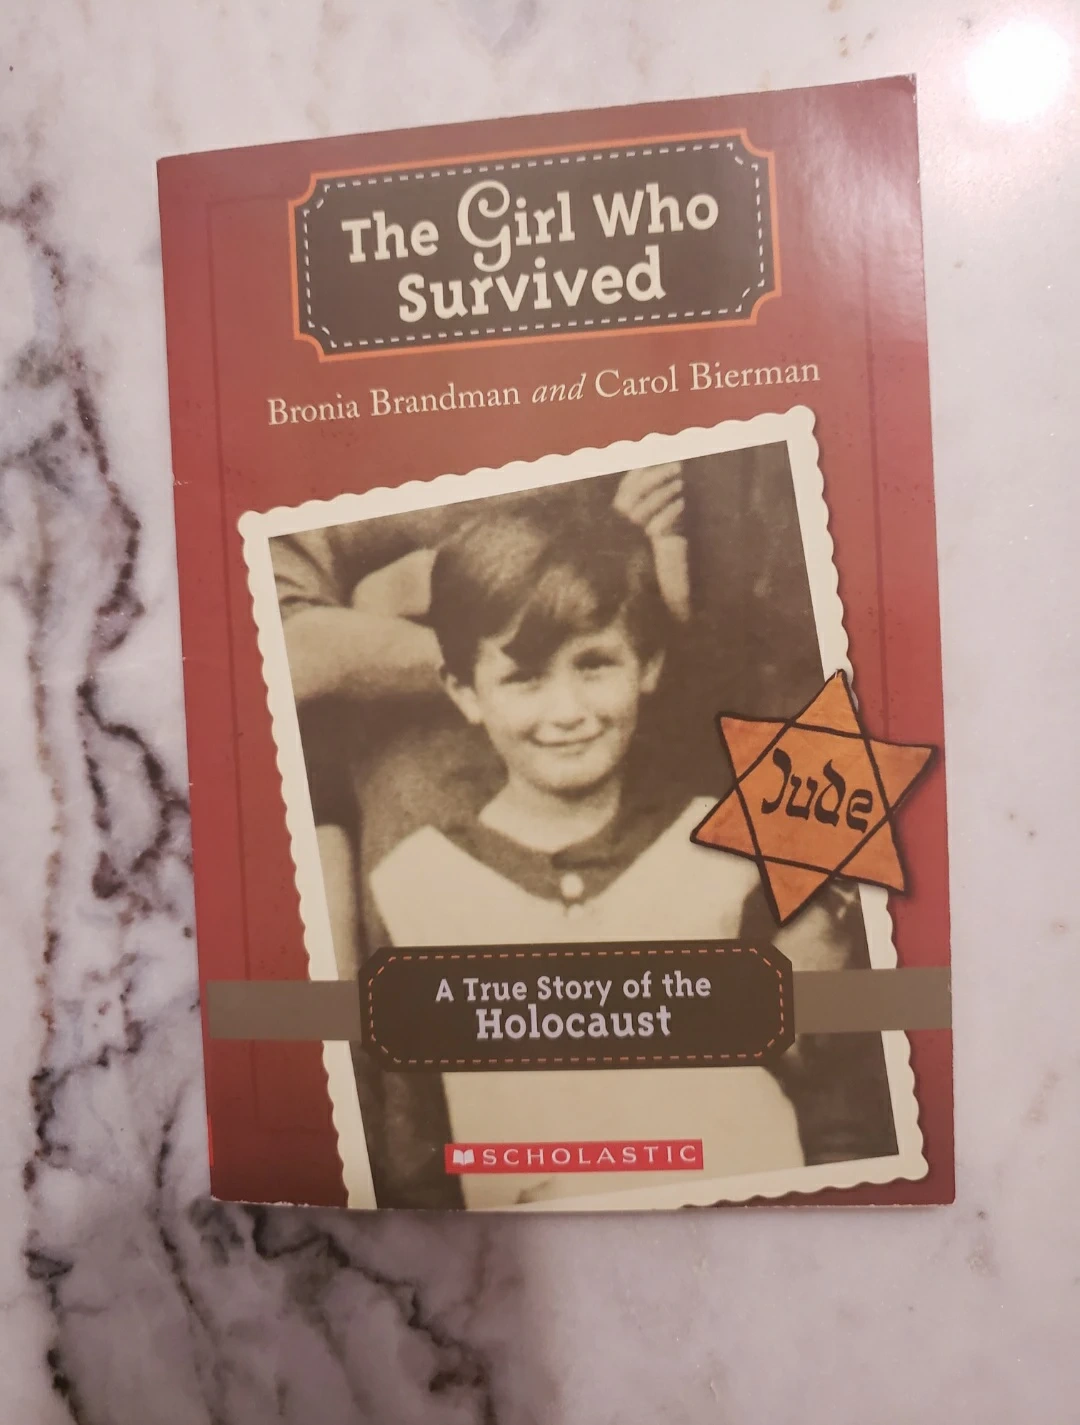 The Girl Who
Survived
Bronia Brandman and Carol Bierman
Jude
A True Story of the
Holocaust
SCHOLASTIC